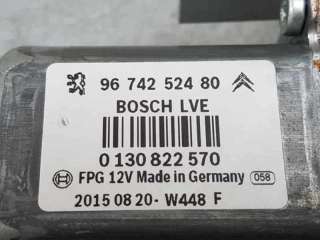 96 742 524 80
BOSCH LVE
0 130 822 570
FPG 12V Made in Germany 058
2015 08 20- W448 F